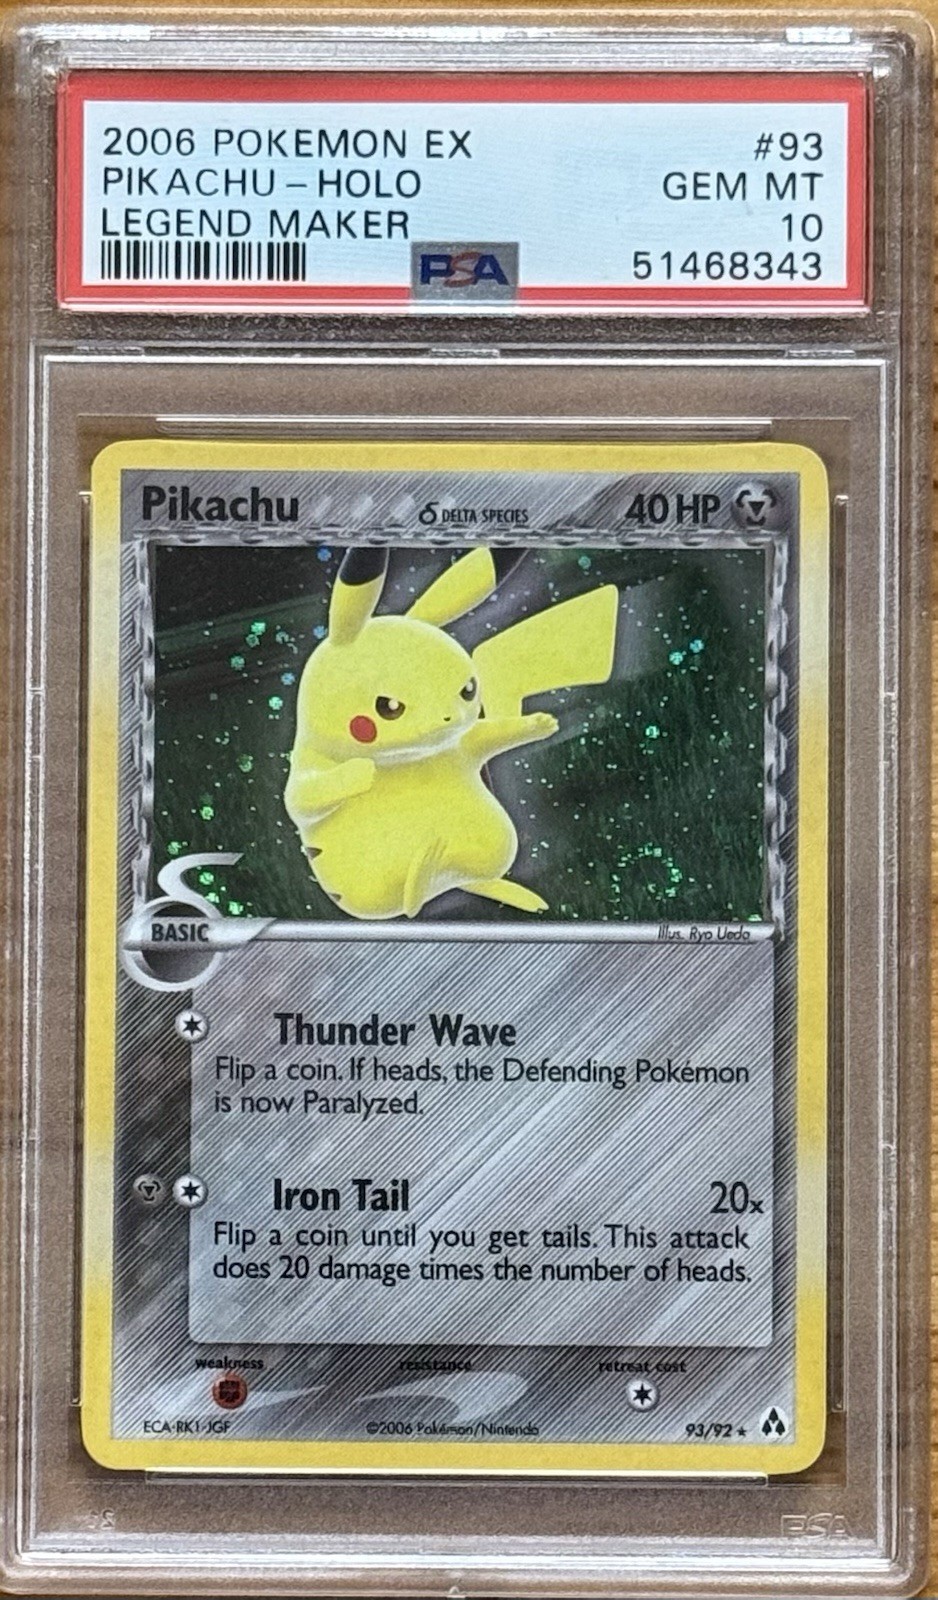 2006 POKEMON EX #93
PIKACHU – HOLO GEM MT
LEGEND MAKER 10
PSA 51468343
Pikachu δ DELTA SPECIES 40 HP
BASIC
Illus. Ryo Ueda
Thunder Wave
Flip a coin. If heads, the Defending Pokémon
is now Paralyzed.
Iron Tail 20x
Flip a coin until you get tails. This attack
does 20 damage times the number of heads.
weakness resistance retreat cost
ECA-RK1-JGF ©2006 Pokémon/Nintendo 93/92 ★
PSA